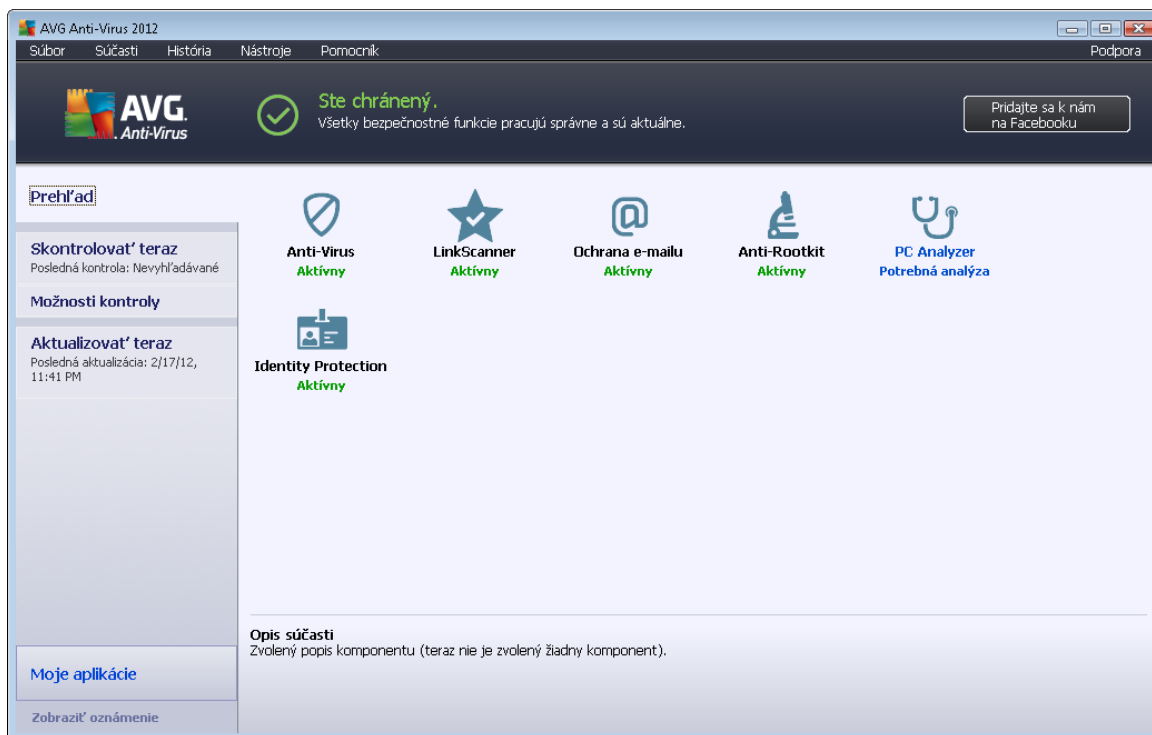 AVG Anti-Virus 2012
Súbor Súčasti História Nástroje Pomocník Podpora
AVG.
Anti-Virus
Ste chránený.
Všetky bezpečnostné funkcie pracujú správne a sú aktuálne.
Pridajte sa k nám
na Facebooku
Prehľad
Skontrolovať teraz
Posledná kontrola: Nevyhľadávané
Možnosti kontroly
Aktualizovať teraz
Posledná aktualizácia: 2/17/12,
11:41 PM
Anti-Virus
Aktívny
LinkScanner
Aktívny
Ochrana e-mailu
Aktívny
Anti-Rootkit
Aktívny
PC Analyzer
Potrebná analýza
Identity Protection
Aktívny
Opis súčasti
Zvolený popis komponentu (teraz nie je zvolený žiadny komponent).
Moje aplikácie
Zobraziť oznámenie